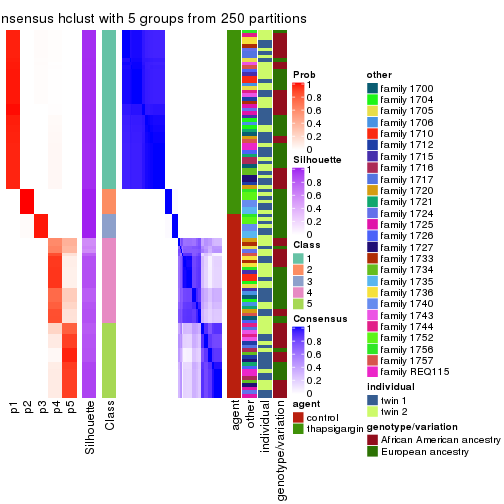 nsensus hclust with 5 groups from 250 partitions
Prob
1
0.8
0.6
0.4
0.2
0
Silhouette
1
0.8
0.6
0.4
0.2
0
Class
1
2
3
4
5
Consensus
1
0.8
0.6
0.4
0.2
0
agent
control
thapsigargin
other
family 1700
family 1704
family 1705
family 1706
family 1710
family 1712
family 1715
family 1716
family 1717
family 1720
family 1721
family 1724
family 1725
family 1726
family 1727
family 1733
family 1734
family 1735
family 1736
family 1740
family 1743
family 1744
family 1752
family 1756
family 1757
family REQ115
individual
twin 1
twin 2
genotype/variation
African American ancestry
European ancestry
p1
p2
p3
p4
p5
Silhouette
Class
agent
other
individual
genotype/variation